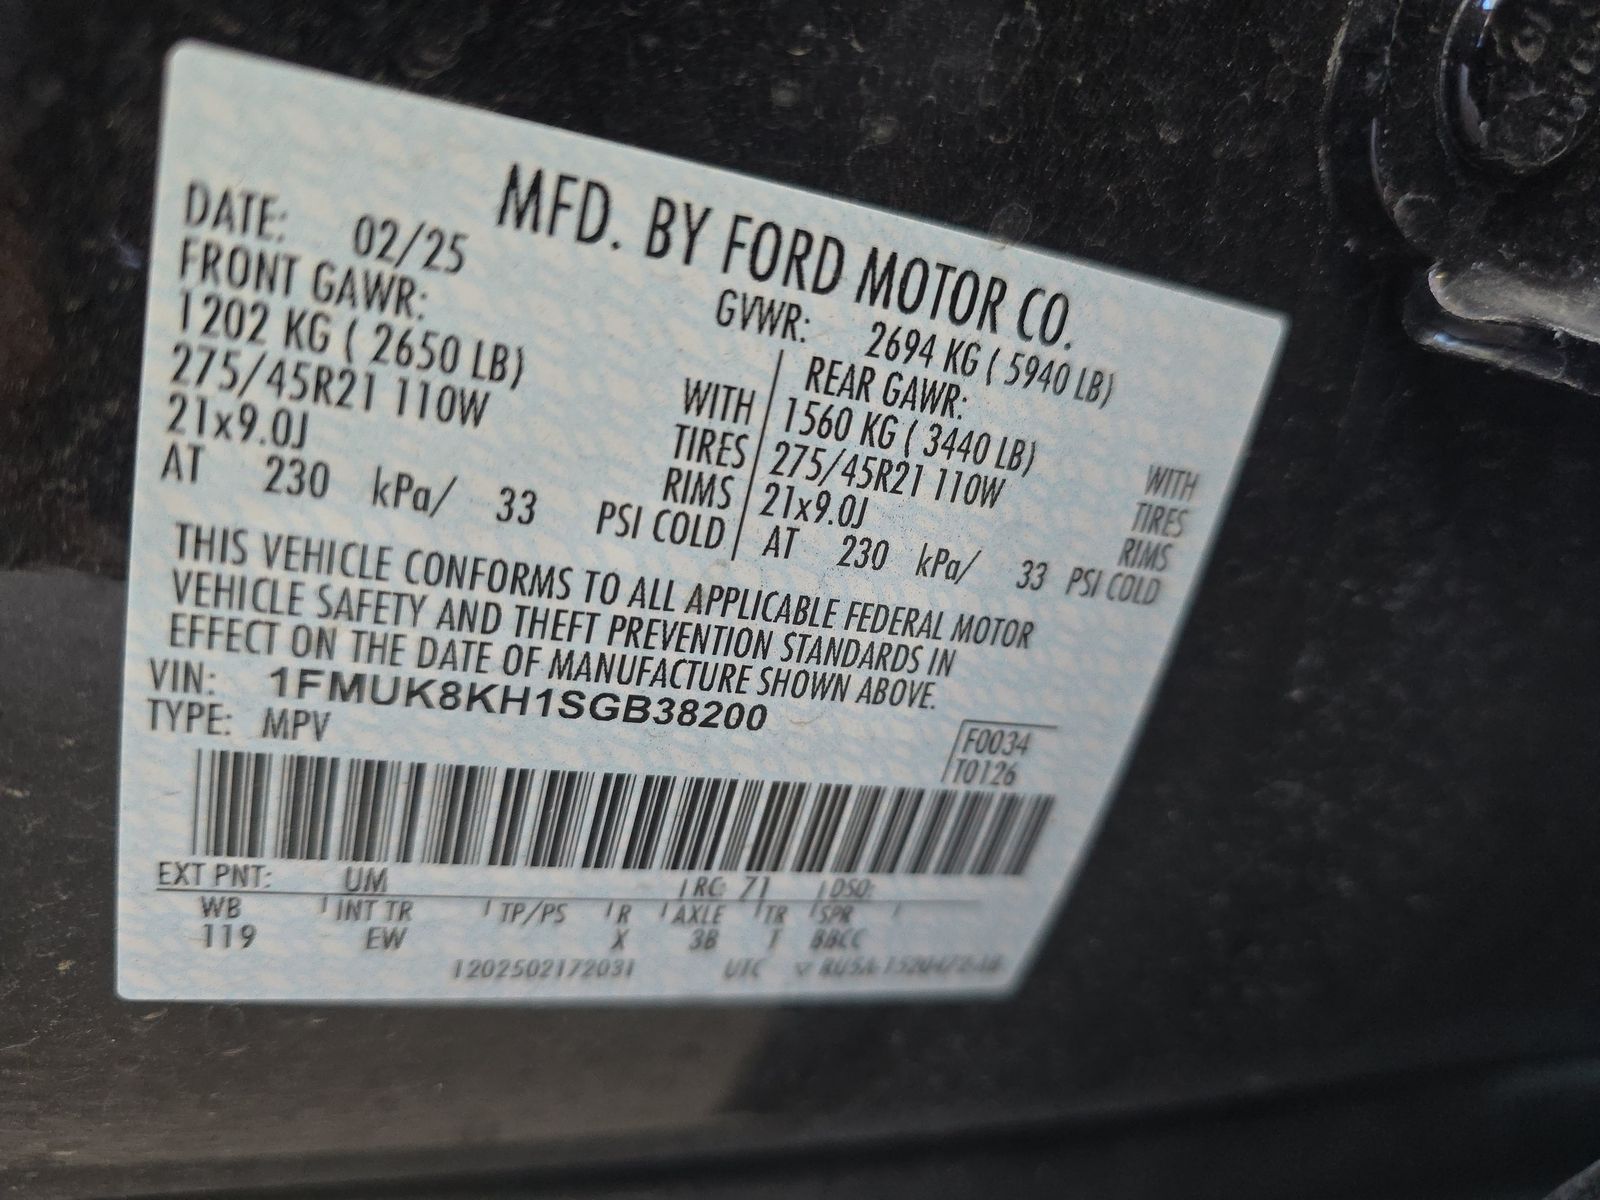 MFD. BY FORD MOTOR CO.
DATE: 02/25 GVWR: 2694 KG ( 5940 LB)
FRONT GAWR: REAR GAWR:
1202 KG ( 2650 LB) WITH 1560 KG ( 3440 LB) WITH
275/45R21 110W TIRES 275/45R21 110W TIRES
21x9.0J RIMS 21x9.0J RIMS
AT 230 kPa/ 33 PSI COLD AT 230 kPa/ 33 PSI COLD
THIS VEHICLE CONFORMS TO ALL APPLICABLE FEDERAL MOTOR
VEHICLE SAFETY AND THEFT PREVENTION STANDARDS IN
EFFECT ON THE DATE OF MANUFACTURE SHOWN ABOVE.
VIN: 1FMUK8KH1SGB38200
TYPE: MPV
F0034
T0126
EXT PNT: UM RC: 71 DSO:
WB INT TR TP/PS R AXLE TR SPR
119 EW X 3B T BBCC
1202502172031 UTC